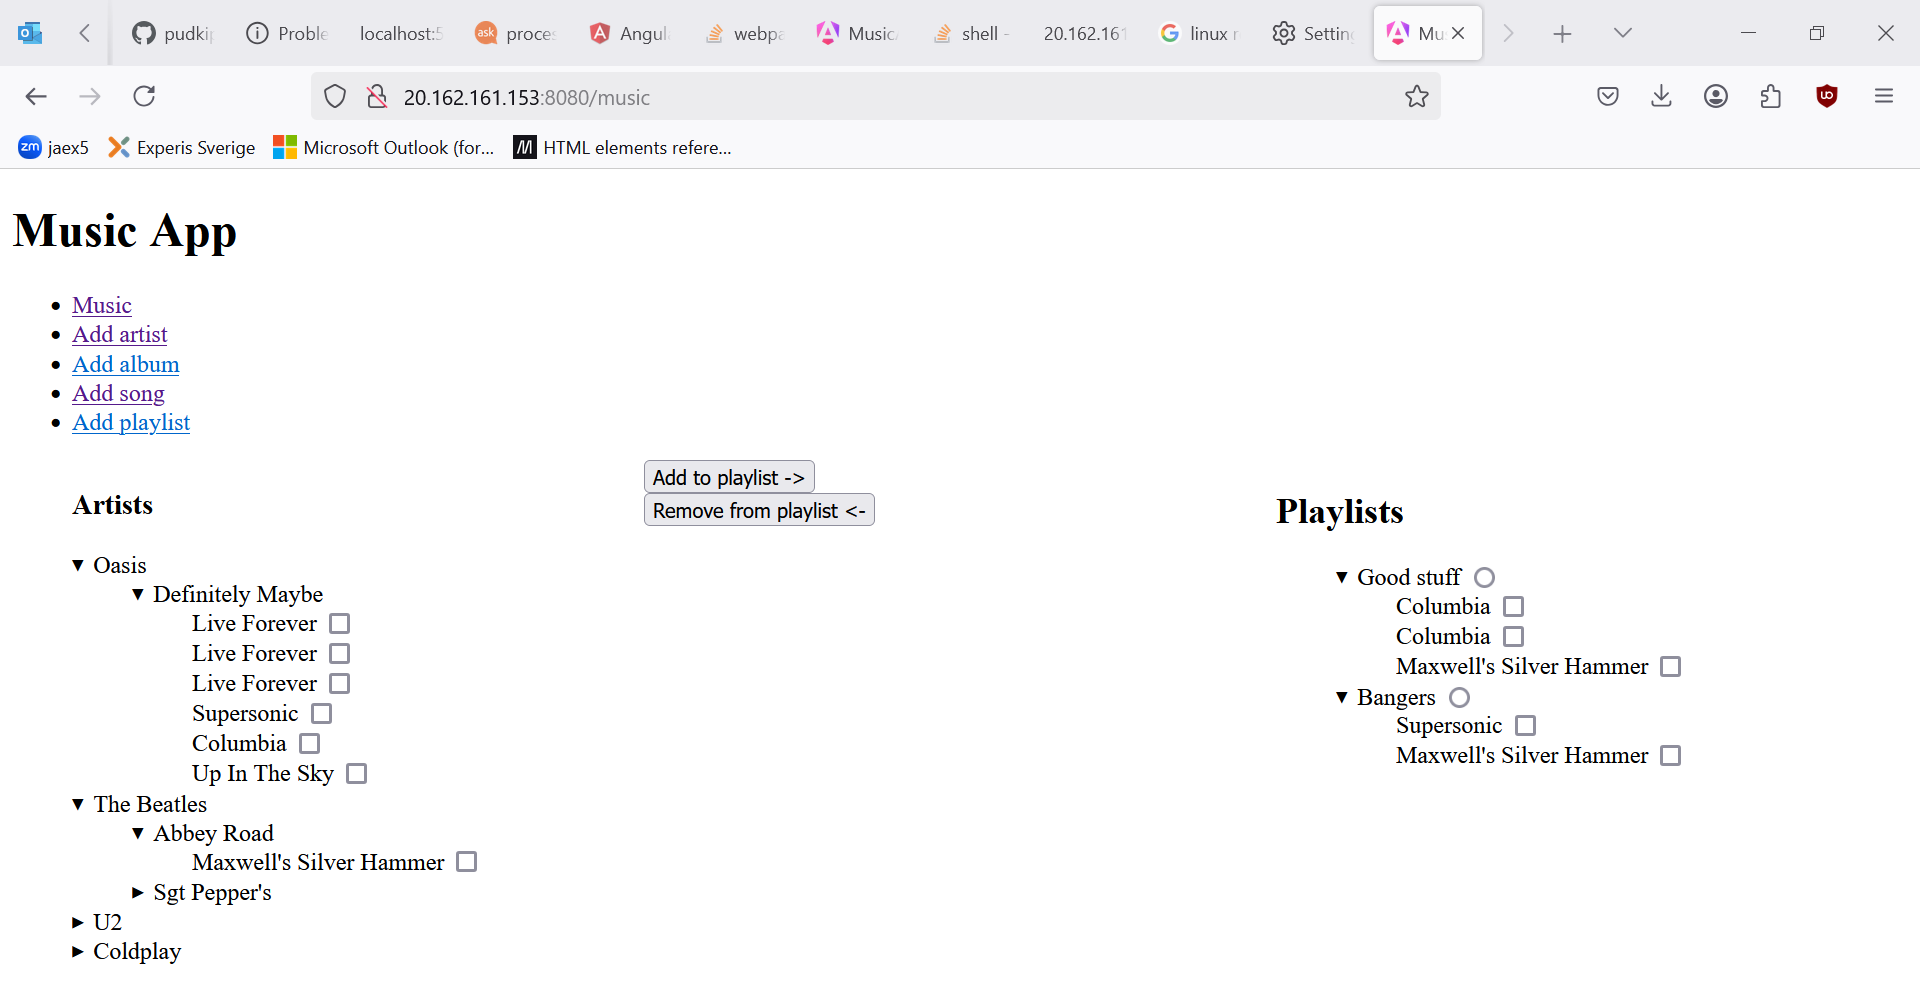 pudki Proble localhost:5 proces Angul webpa Music shell - 20.162.161 linux r Settin Mu
20.162.161.153:8080/music
zm jaex5 Experis Sverige Microsoft Outlook (for... M HTML elements refere...
Music App
Music
Add artist
Add album
Add song
Add playlist
Add to playlist ->
Remove from playlist <-
Artists
Oasis
Definitely Maybe
Live Forever
Live Forever
Live Forever
Supersonic
Columbia
Up In The Sky
The Beatles
Abbey Road
Maxwell's Silver Hammer
Sgt Pepper's
U2
Coldplay
Playlists
Good stuff
Columbia
Columbia
Maxwell's Silver Hammer
Bangers
Supersonic
Maxwell's Silver Hammer